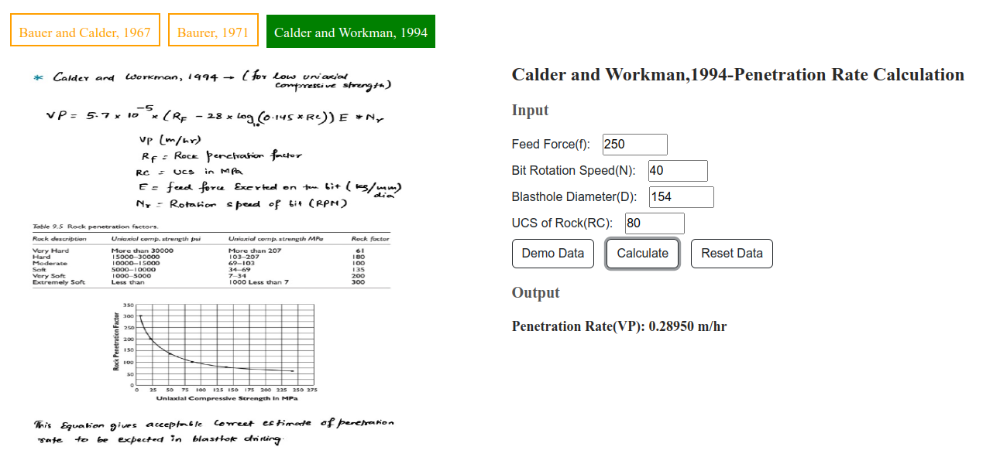 Bauer and Calder, 1967
Baurer, 1971
Calder and Workman, 1994
* Calder and Workman, 1994 → (for low uniaxial compressive strength)
VP = 5.7 x 10^-5 x (RF - 28 x log10 (0.145 * Rc)) E * Nr
VP (m/hr)
RF = Rock penetration factor
RC = UCS in MPa
E = feed force Exerted on the bit (kg/mm) dia
Nr = Rotation speed of bit (RPM)
Table 9.5 Rock penetration factors.
Rock description Uniaxial comp. strength psi Uniaxial comp. strength MPa Rock factor
Very Hard More than 30000 More than 207 61
Hard 15000–30000 103–207 180
Moderate 10000–15000 69–103 100
Soft 5000–10000 34–69 135
Very Soft 1000–5000 7–34 200
Extremely Soft Less than 1000 Less than 7 300
Rock Penetration Factor
350
300
250
200
150
100
50
0
0 25 50 75 100 125 150 175 200 225 250 275
Uniaxial Compressive Strength in MPa
This Equation gives acceptable correct estimate of penetration
rate to be expected in blasthole drilling.
Calder and Workman,1994-Penetration Rate Calculation
Input
Feed Force(f): 250
Bit Rotation Speed(N): 40
Blasthole Diameter(D): 154
UCS of Rock(RC): 80
Demo Data
Calculate
Reset Data
Output
Penetration Rate(VP): 0.28950 m/hr